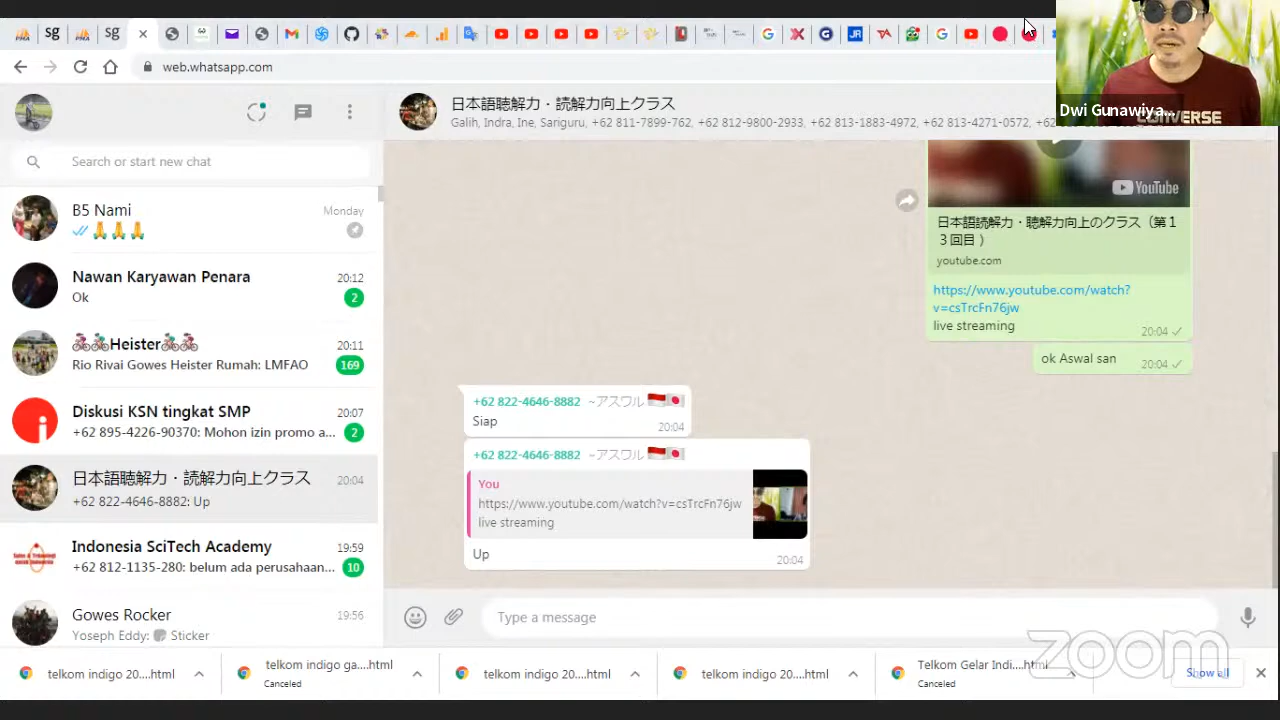 sg
sg
web.whatsapp.com
Dwi Gunawiya...
CONVERSE
Search or start new chat
B5 Nami
Monday
Nawan Karyawan Penara
20:12
Ok
2
Heister
20:11
Rio Rivai Gowes Heister Rumah: LMFAO
169
Diskusi KSN tingkat SMP
20:07
+62 895-4226-90370: Mohon izin promo a...
2
日本語聴解力・読解力向上クラス
20:04
+62 822-4646-8882: Up
Indonesia SciTech Academy
19:59
+62 812-1135-280: belum ada perusahaan...
10
Gowes Rocker
19:56
Yoseph Eddy: Sticker
日本語聴解力・読解力向上クラス
Galih, Indra, Ine, Sariguru, +62 811-7899-762, +62 812-9800-2933, +62 813-1883-4972, +62 813-4271-0572,
YouTube
日本語読解力・聴解力向上のクラス（第１
３回目）
youtube.com
https://www.youtube.com/watch?
v=csTrcFn76jw
live streaming
20:04
ok Aswal san
20:04
+62 822-4646-8882 ~アスワル
Siap
20:04
+62 822-4646-8882 ~アスワル
You
https://www.youtube.com/watch?v=csTrcFn76jw
live streaming
Up
20:04
Type a message
zoom
telkom indigo 20....html
telkom indigo ga....html
Canceled
telkom indigo 20....html
telkom indigo 20....html
Telkom Gelar Indi....html
Canceled
Show all